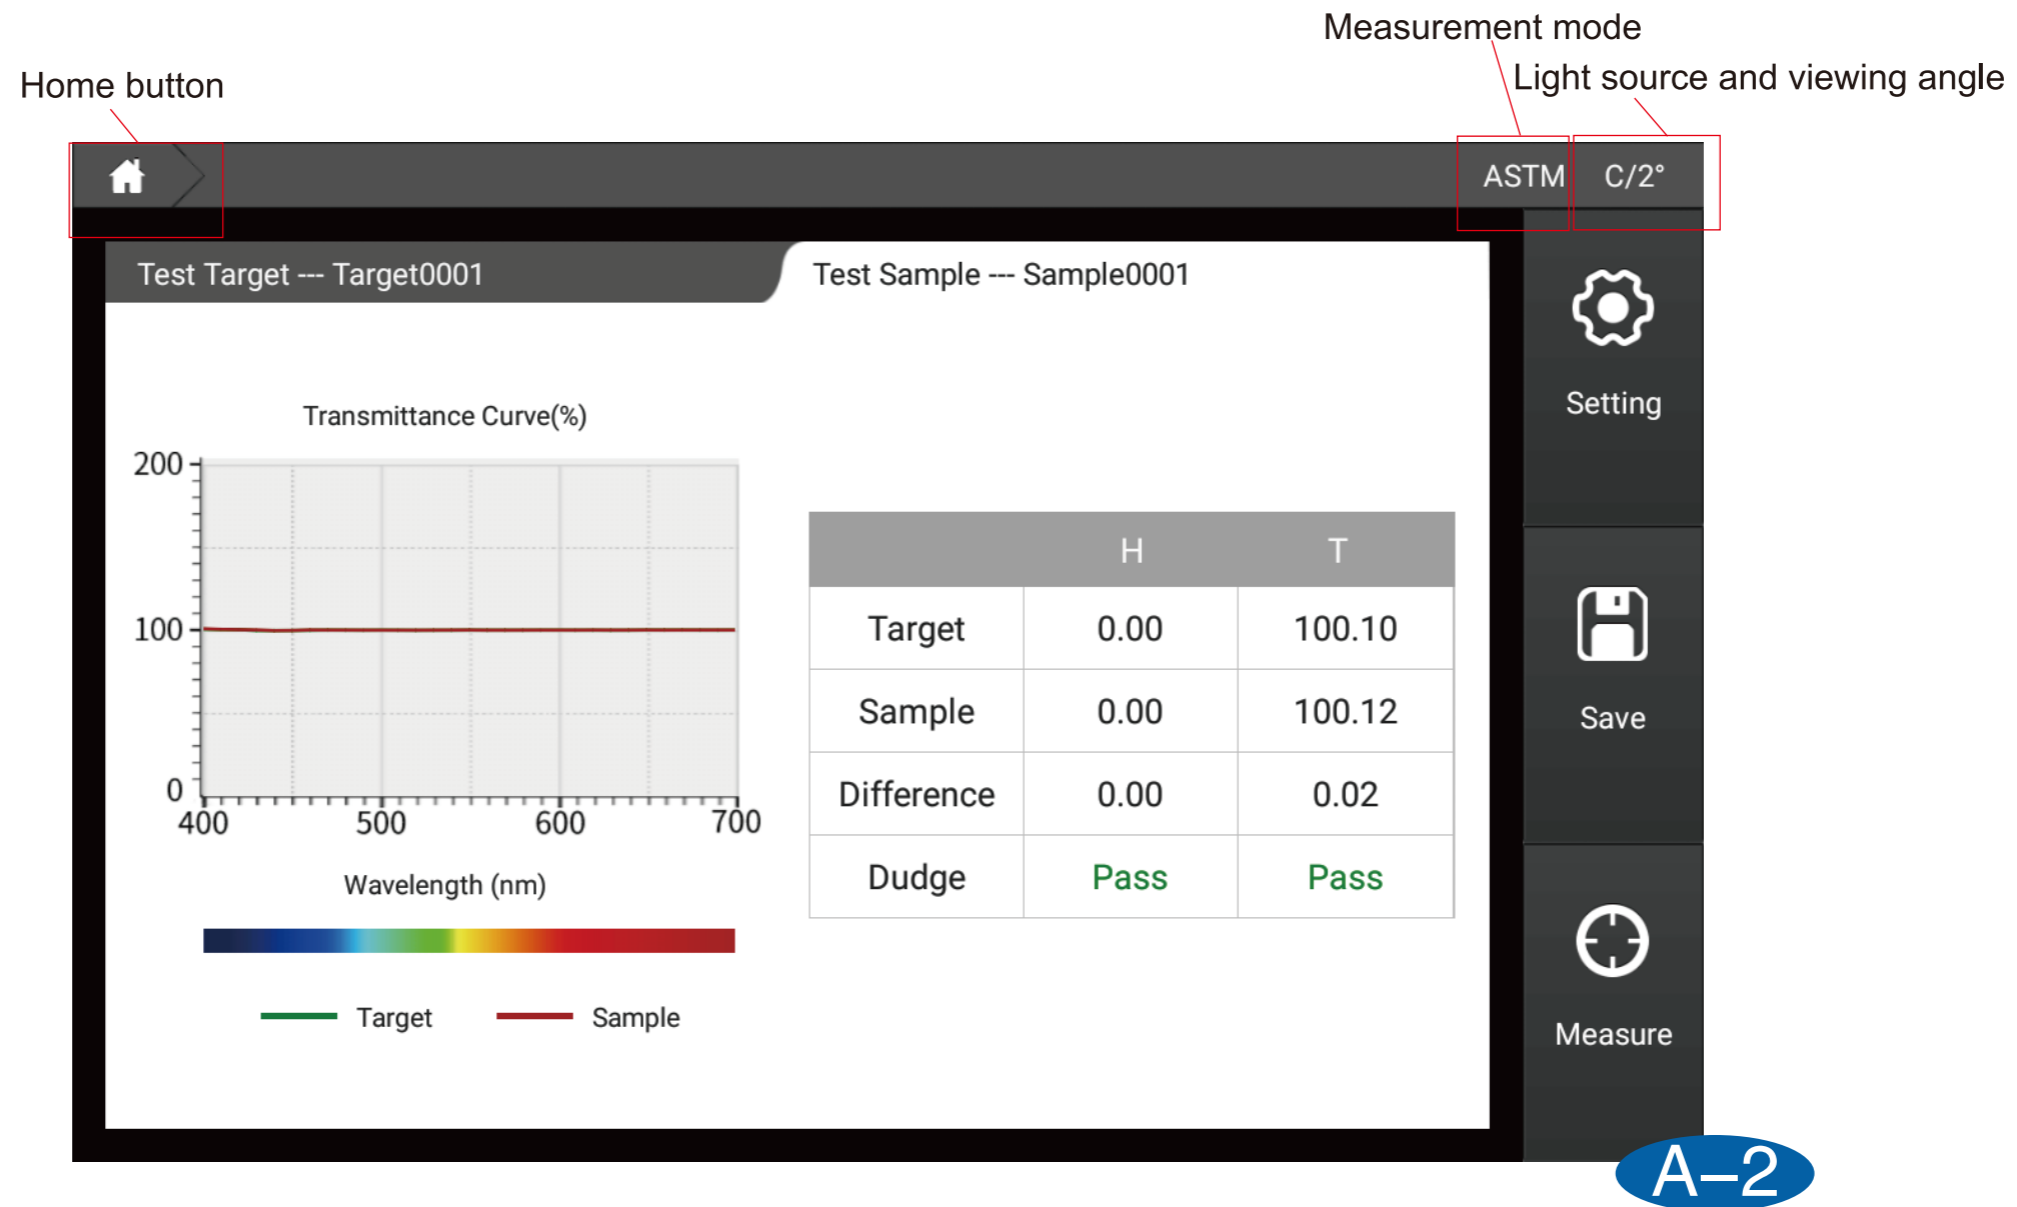 Measurement mode
Home button
Light source and viewing angle
ASTM C/2°
Test Target --- Target0001
Test Sample --- Sample0001
Setting
Transmittance Curve(%)
200
100
0
400 500 600 700
Wavelength (nm)
Target Sample
H T
Target 0.00 100.10
Sample 0.00 100.12
Difference 0.00 0.02
Dudge Pass Pass
Save
Measure
A–2